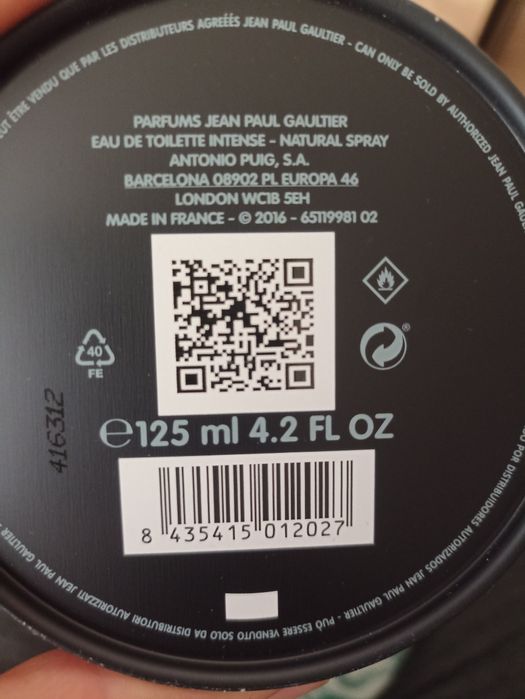 UT ÊTRE VENDU QUE PAR LES DISTRIBUTEURS AGRÉÉS JEAN PAUL GAULTIER - CAN ONLY BE SOLD BY AUTHORIZED JEAN PAUL
PARFUMS JEAN PAUL GAULTIER
EAU DE TOILETTE INTENSE - NATURAL SPRAY
ANTONIO PUIG, S.A.
BARCELONA 08902 PL EUROPA 46
LONDON WC1B 5EH
MADE IN FRANCE - © 2016 - 65119981 02
40
FE
416312
℮125 ml 4.2 FL OZ
8 435415 012027
DO POR DISTRIBUIDORES AUTORIZADOS JEAN PAUL GAULTIER - PUÒ ESSERE VENDUTO SOLO DA DISTRIBUTORI AUTORIZZATI JEAN PAUL GAULTIER